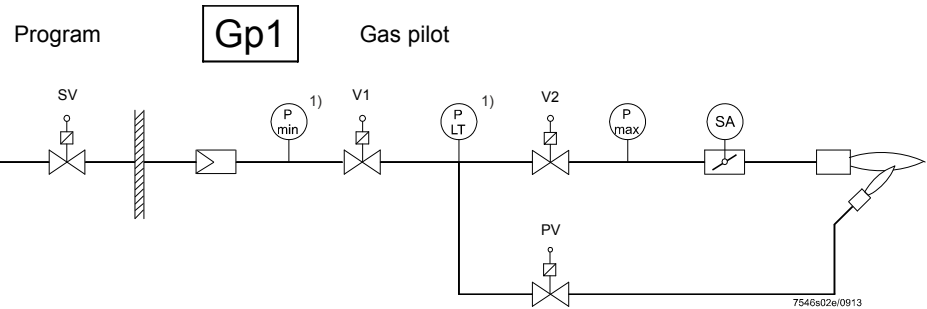 Program Gp1 Gas pilot
SV P min 1) V1 P LT 1) V2 P max SA
PV
7546s02e/0913